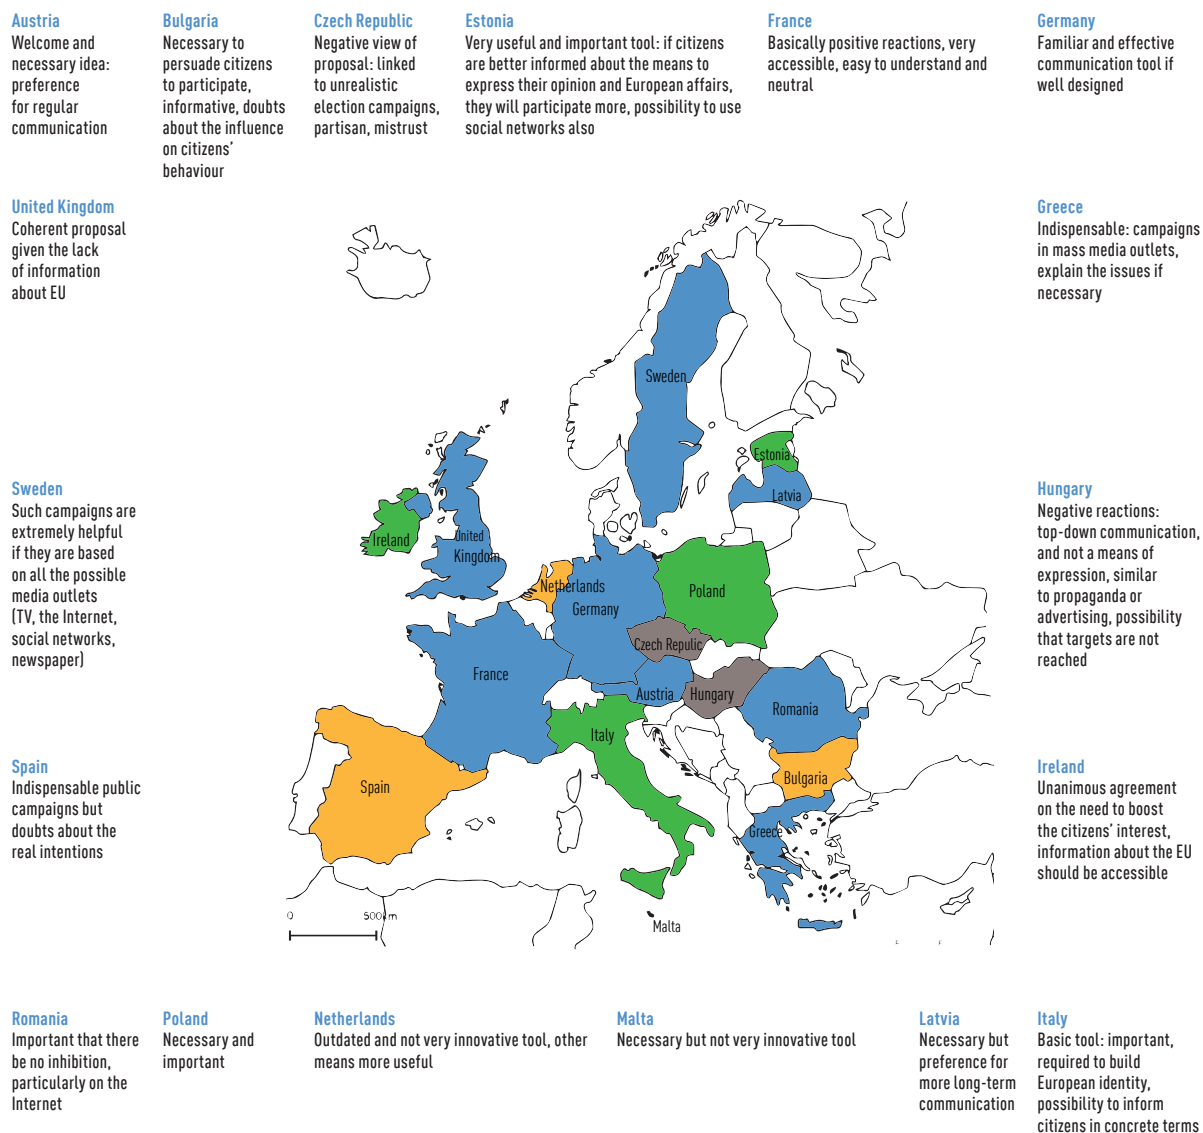 Austria
Welcome and
necessary idea:
preference
for regular
communication
Bulgaria
Necessary to
persuade citizens
to participate,
informative, doubts
about the influence
on citizens'
behaviour
Czech Republic
Negative view of
proposal: linked
to unrealistic
election campaigns,
partisan, mistrust
Estonia
Very useful and important tool: if citizens
are better informed about the means to
express their opinion and European affairs,
they will participate more, possibility to use
social networks also
France
Basically positive reactions, very
accessible, easy to understand and
neutral
Germany
Familiar and effective
communication tool if
well designed
United Kingdom
Coherent proposal
given the lack
of information
about EU
Greece
Indispensable: campaigns
in mass media outlets,
explain the issues if
necessary
Sweden
Such campaigns are
extremely helpful
if they are based
on all the possible
media outlets
(TV, the Internet,
social networks,
newspaper)
Hungary
Negative reactions:
top-down communication,
and not a means of
expression, similar
to propaganda or
advertising, possibility
that targets are not
reached
Spain
Indispensable public
campaigns but
doubts about the
real intentions
Ireland
Unanimous agreement
on the need to boost
the citizens' interest,
information about the EU
should be accessible
Sweden
Estonia
Latvia
Ireland
United
Kingdom
Netherlands
Germany
Poland
Czech Repulic
France
Austria
Hungary
Romania
Italy
Spain
Bulgaria
Greece
Malta
0
500km
Romania
Important that there
be no inhibition,
particularly on the
Internet
Poland
Necessary and
important
Netherlands
Outdated and not very innovative tool, other
means more useful
Malta
Necessary but not very innovative tool
Latvia
Necessary but
preference for
more long-term
communication
Italy
Basic tool: important,
required to build
European identity,
possibility to inform
citizens in concrete terms